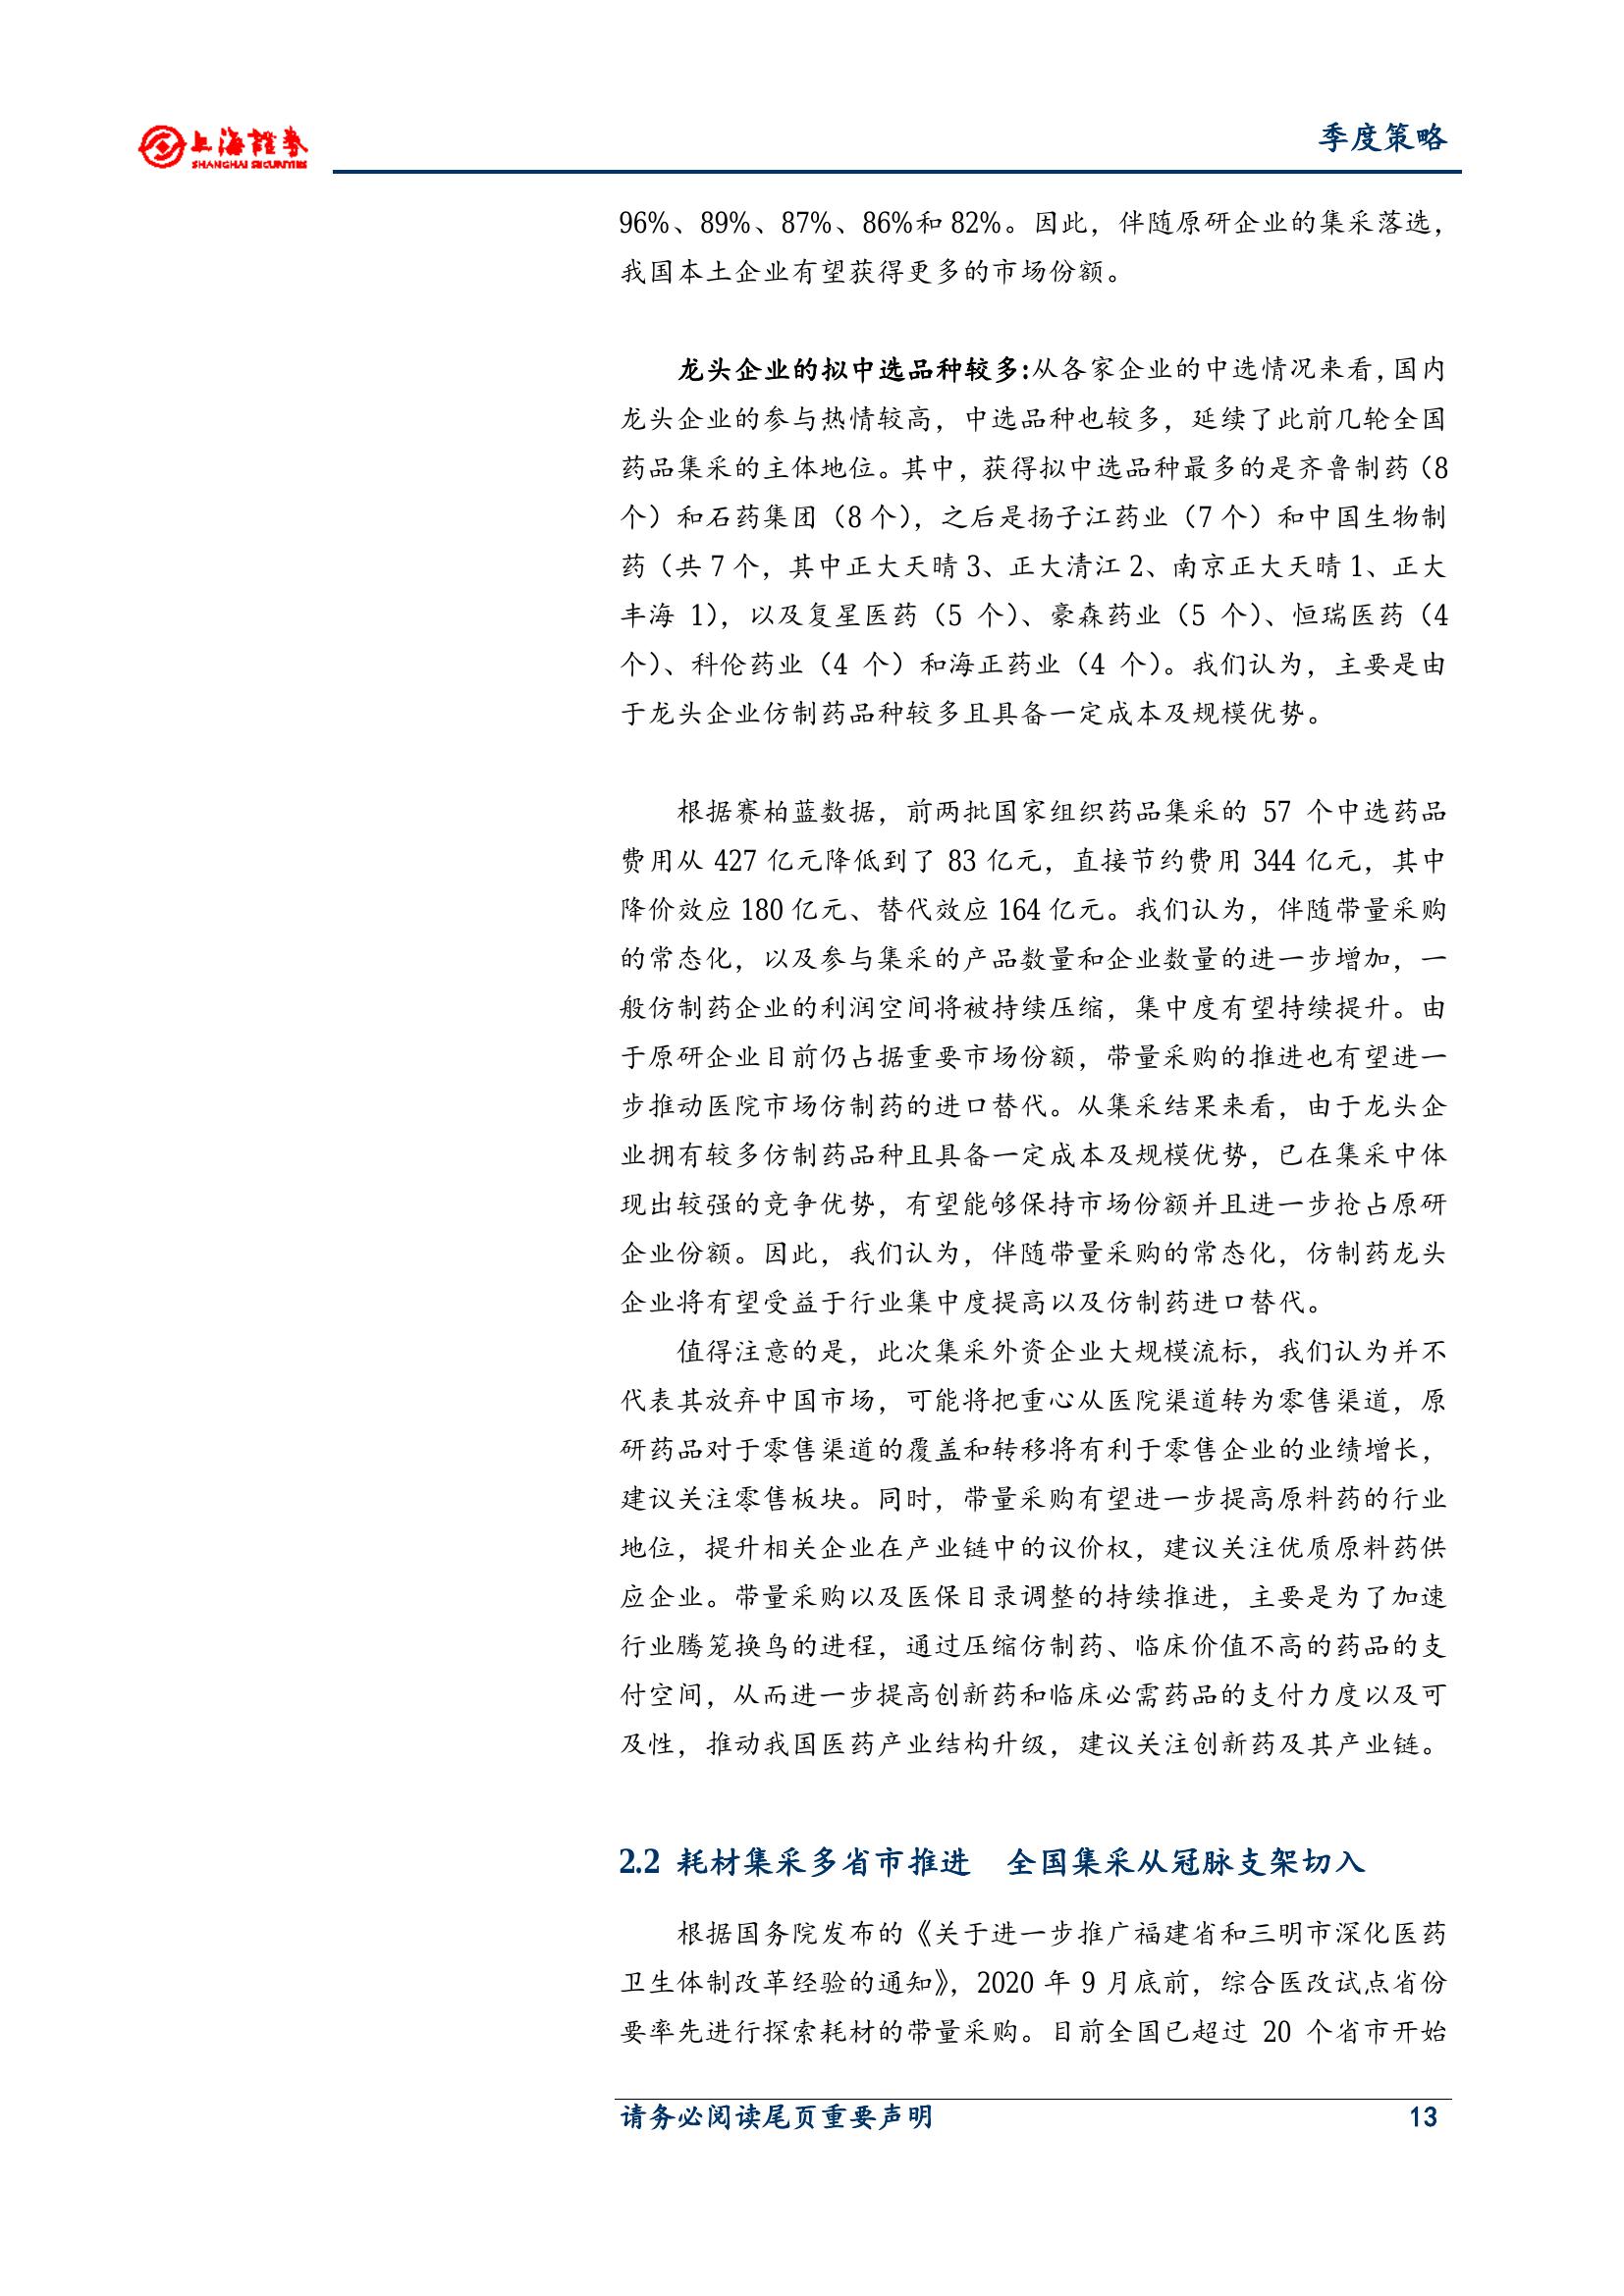 上海證券
SHANGHAI SECURITIES
季度策略
96%、89%、87%、86%和 82%。因此，伴随原研企业的集采落选，
我国本土企业有望获得更多的市场份额。
龙头企业的拟中选品种较多:从各家企业的中选情况来看，国内
龙头企业的参与热情较高，中选品种也较多，延续了此前几轮全国
药品集采的主体地位。其中，获得拟中选品种最多的是齐鲁制药（8
个）和石药集团（8 个），之后是扬子江药业（7 个）和中国生物制
药（共 7 个，其中正大天晴 3、正大清江 2、南京正大天晴 1、正大
丰海 1），以及复星医药（5 个）、豪森药业（5 个）、恒瑞医药（4
个）、科伦药业（4 个）和海正药业（4 个）。我们认为，主要是由
于龙头企业仿制药品种较多且具备一定成本及规模优势。
根据赛柏蓝数据，前两批国家组织药品集采的 57 个中选药品
费用从 427 亿元降低到了 83 亿元，直接节约费用 344 亿元，其中
降价效应 180 亿元、替代效应 164 亿元。我们认为，伴随带量采购
的常态化，以及参与集采的产品数量和企业数量的进一步增加，一
般仿制药企业的利润空间将被持续压缩，集中度有望持续提升。由
于原研企业目前仍占据重要市场份额，带量采购的推进也有望进一
步推动医院市场仿制药的进口替代。从集采结果来看，由于龙头企
业拥有较多仿制药品种且具备一定成本及规模优势，已在集采中体
现出较强的竞争优势，有望能够保持市场份额并且进一步抢占原研
企业份额。因此，我们认为，伴随带量采购的常态化，仿制药龙头
企业将有望受益于行业集中度提高以及仿制药进口替代。
值得注意的是，此次集采外资企业大规模流标，我们认为并不
代表其放弃中国市场，可能将把重心从医院渠道转为零售渠道，原
研药品对于零售渠道的覆盖和转移将有利于零售企业的业绩增长，
建议关注零售板块。同时，带量采购有望进一步提高原料药的行业
地位，提升相关企业在产业链中的议价权，建议关注优质原料药供
应企业。带量采购以及医保目录调整的持续推进，主要是为了加速
行业腾笼换鸟的进程，通过压缩仿制药、临床价值不高的药品的支
付空间，从而进一步提高创新药和临床必需药品的支付力度以及可
及性，推动我国医药产业结构升级，建议关注创新药及其产业链。
2.2 耗材集采多省市推进　全国集采从冠脉支架切入
根据国务院发布的《关于进一步推广福建省和三明市深化医药
卫生体制改革经验的通知》，2020 年 9 月底前，综合医改试点省份
要率先进行探索耗材的带量采购。目前全国已超过 20 个省市开始
请务必阅读尾页重要声明
13